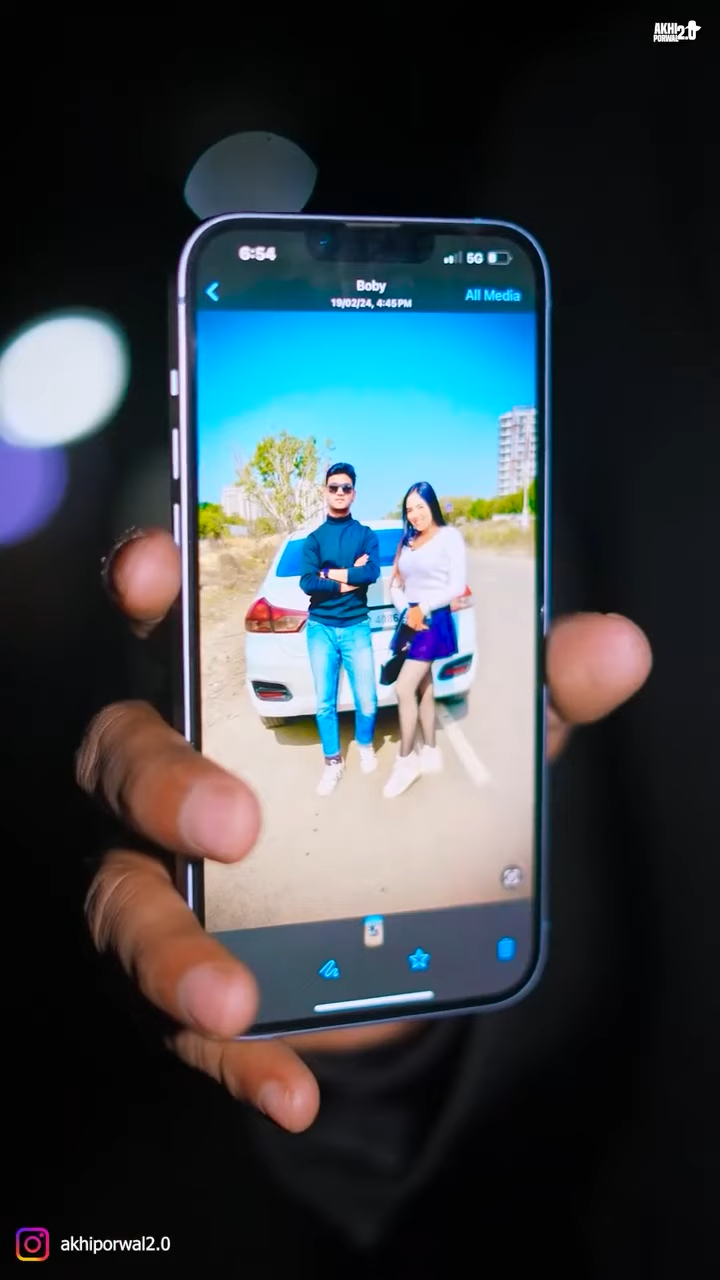 AKHI
PORWAL 2.0
6:54
5G
Boby
19/02/24, 4:45 PM
All Media
akhiporwal2.0